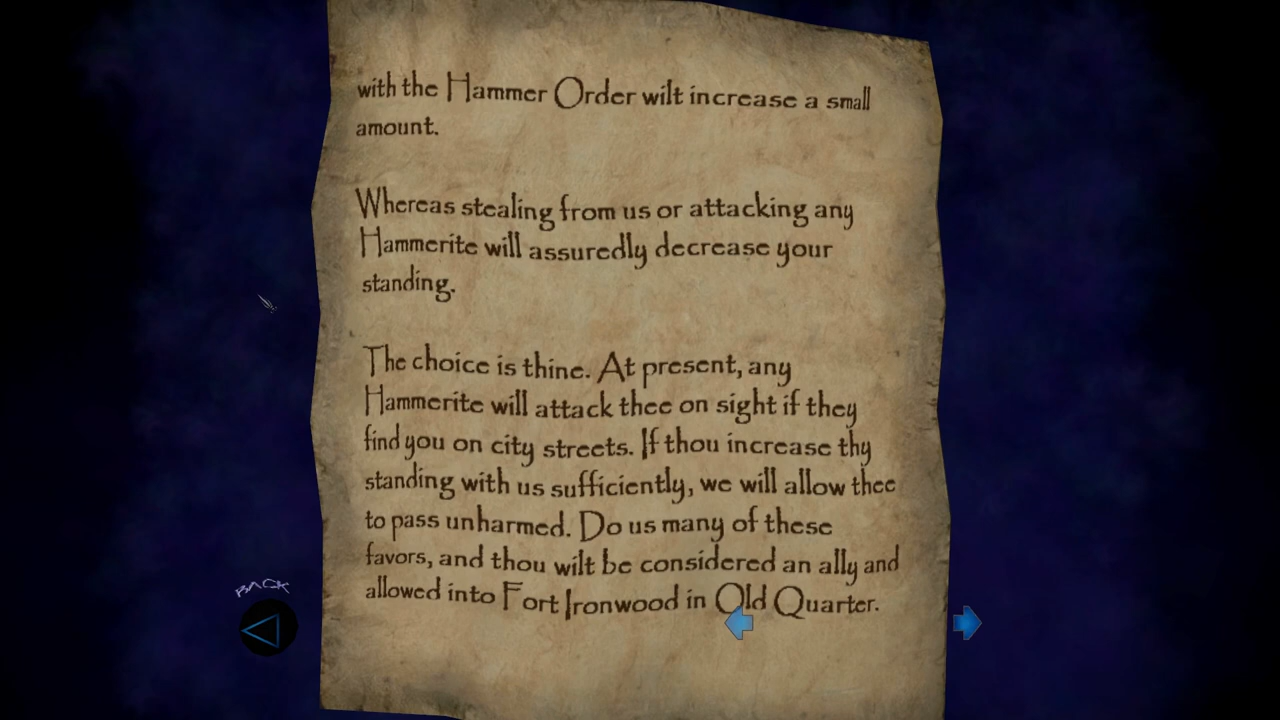 with the Hammer Order wilt increase a small
amount.
Whereas stealing from us or attacking any
Hammerite will assuredly decrease your
standing.
The choice is thine. At present, any
Hammerite will attack thee on sight if they
find you on city streets. If thou increase thy
standing with us sufficiently, we will allow thee
to pass unharmed. Do us many of these
favors, and thou wilt be considered an ally and
allowed into Fort Ironwood in Old Quarter.
BACK